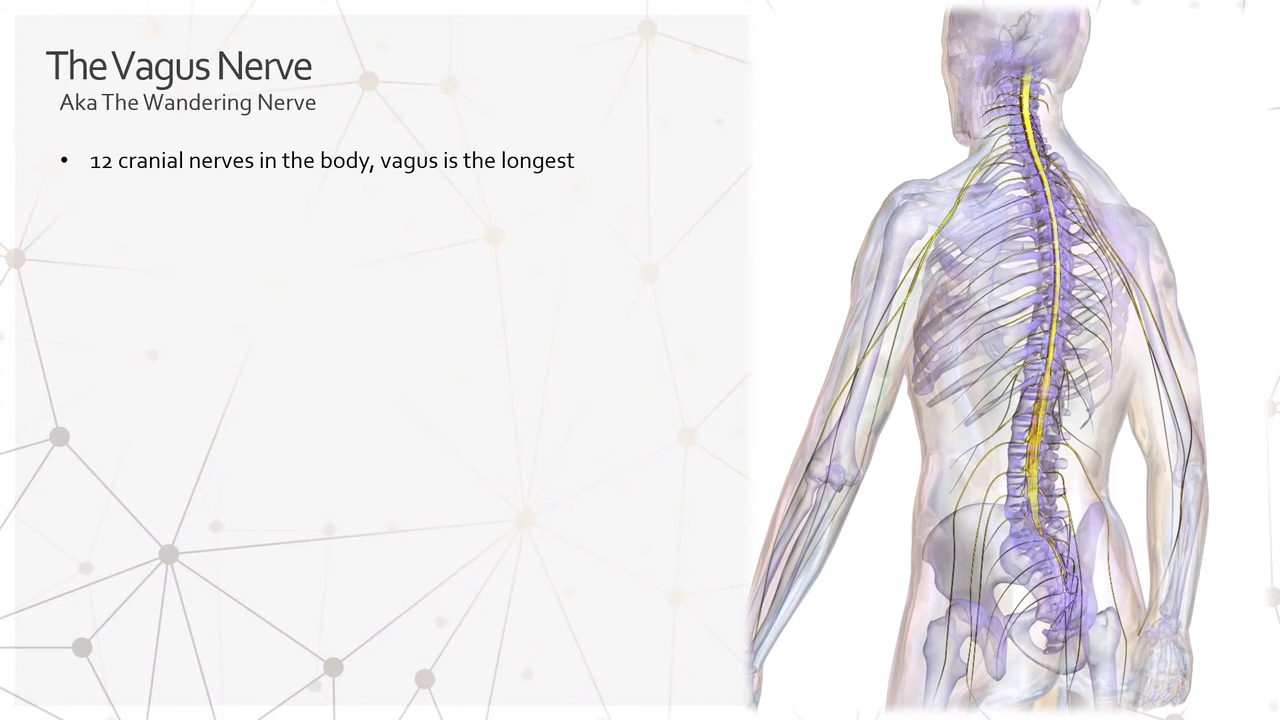 The Vagus Nerve
Aka The Wandering Nerve
• 12 cranial nerves in the body, vagus is the longest